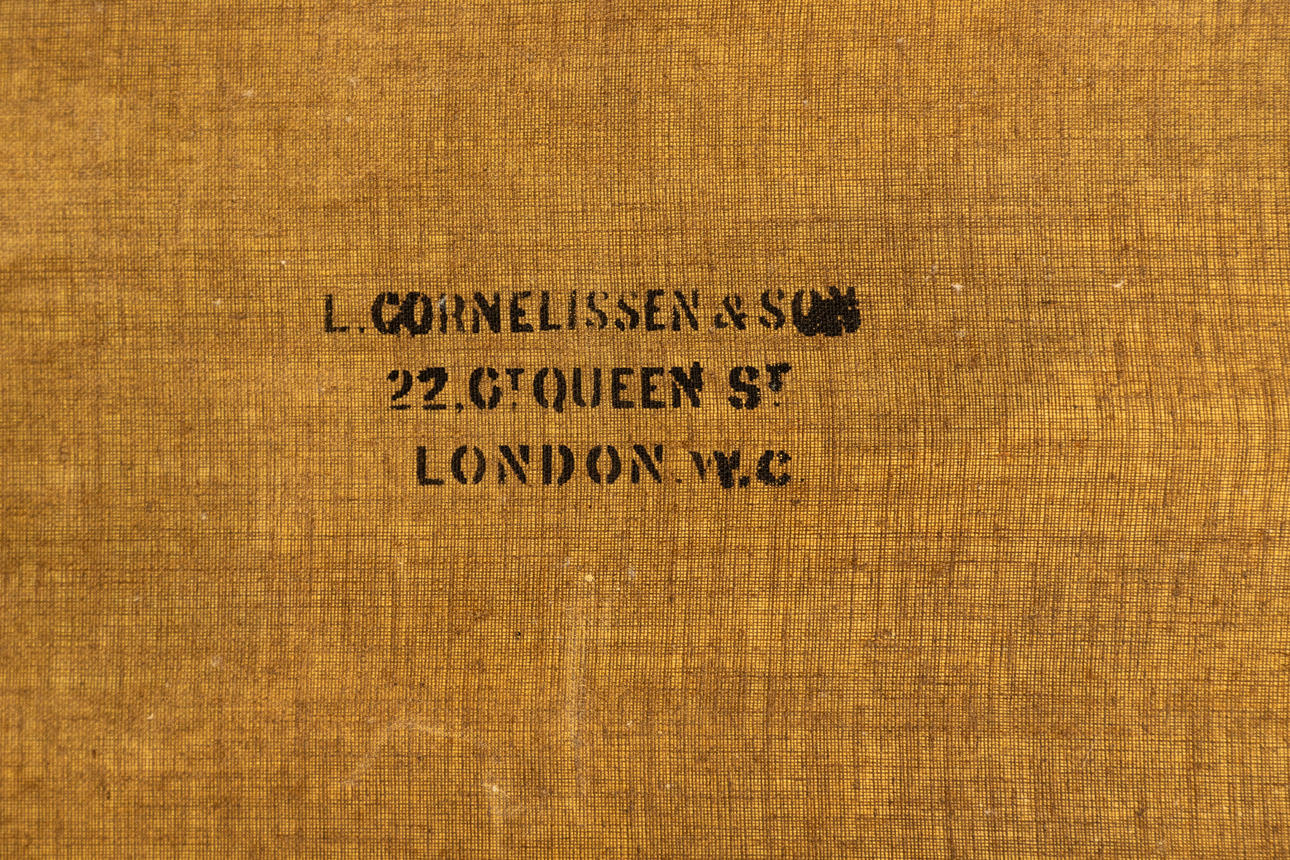 L. CORNELISSEN & SON
22, GT QUEEN ST
LONDON. W.C.